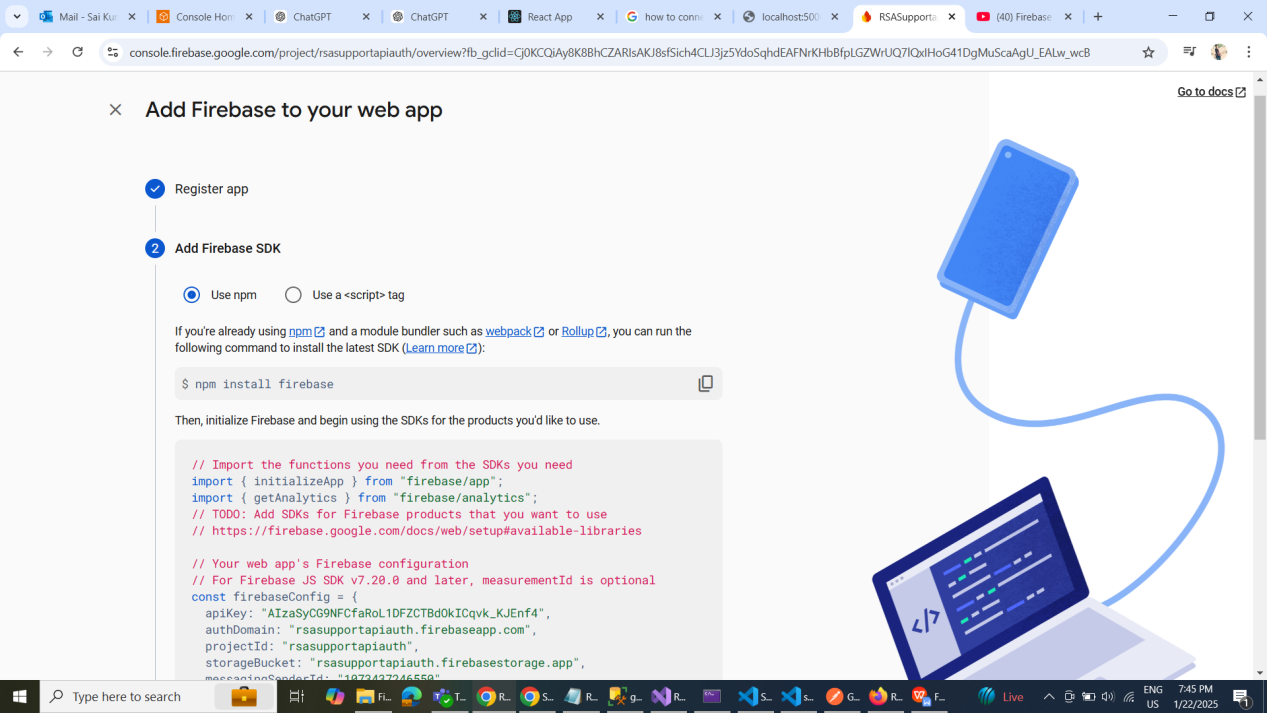 Mail - Sai Kur
Console Hom
ChatGPT
ChatGPT
React App
how to conne
localhost:500
RSASupporta
(40) Firebase
console.firebase.google.com/project/rsasupportapiauth/overview?fb_gclid=Cj0KCQiAy8K8BhCZARIsAKJ8sfSich4CLJ3jz5YdoSqhdEAFNrKHbBfpLGZWrUQ7lQxIHoG41DgMuScaAgU_EALw_wcB
Go to docs
Add Firebase to your web app
Register app
2 Add Firebase SDK
Use npm
Use a <script> tag
If you're already using npm and a module bundler such as webpack or Rollup, you can run the
following command to install the latest SDK (Learn more):
$ npm install firebase
Then, initialize Firebase and begin using the SDKs for the products you'd like to use.
// Import the functions you need from the SDKs you need
import { initializeApp } from "firebase/app";
import { getAnalytics } from "firebase/analytics";
// TODO: Add SDKs for Firebase products that you want to use
// https://firebase.google.com/docs/web/setup#available-libraries
// Your web app's Firebase configuration
// For Firebase JS SDK v7.20.0 and later, measurementId is optional
const firebaseConfig = {
apiKey: "AIzaSyCG9NFCfaRoL1DFZCTBdOkICqvk_KJEnf4",
authDomain: "rsasupportapiauth.firebaseapp.com",
projectId: "rsasupportapiauth",
storageBucket: "rsasupportapiauth.firebasestorage.app",
messagingSenderId: "1073437246550"
Type here to search
Fi...
T...
R...
S...
R...
g...
R...
S...
s...
G...
R...
F...
Live
ENG
US
7:45 PM
1/22/2025
1